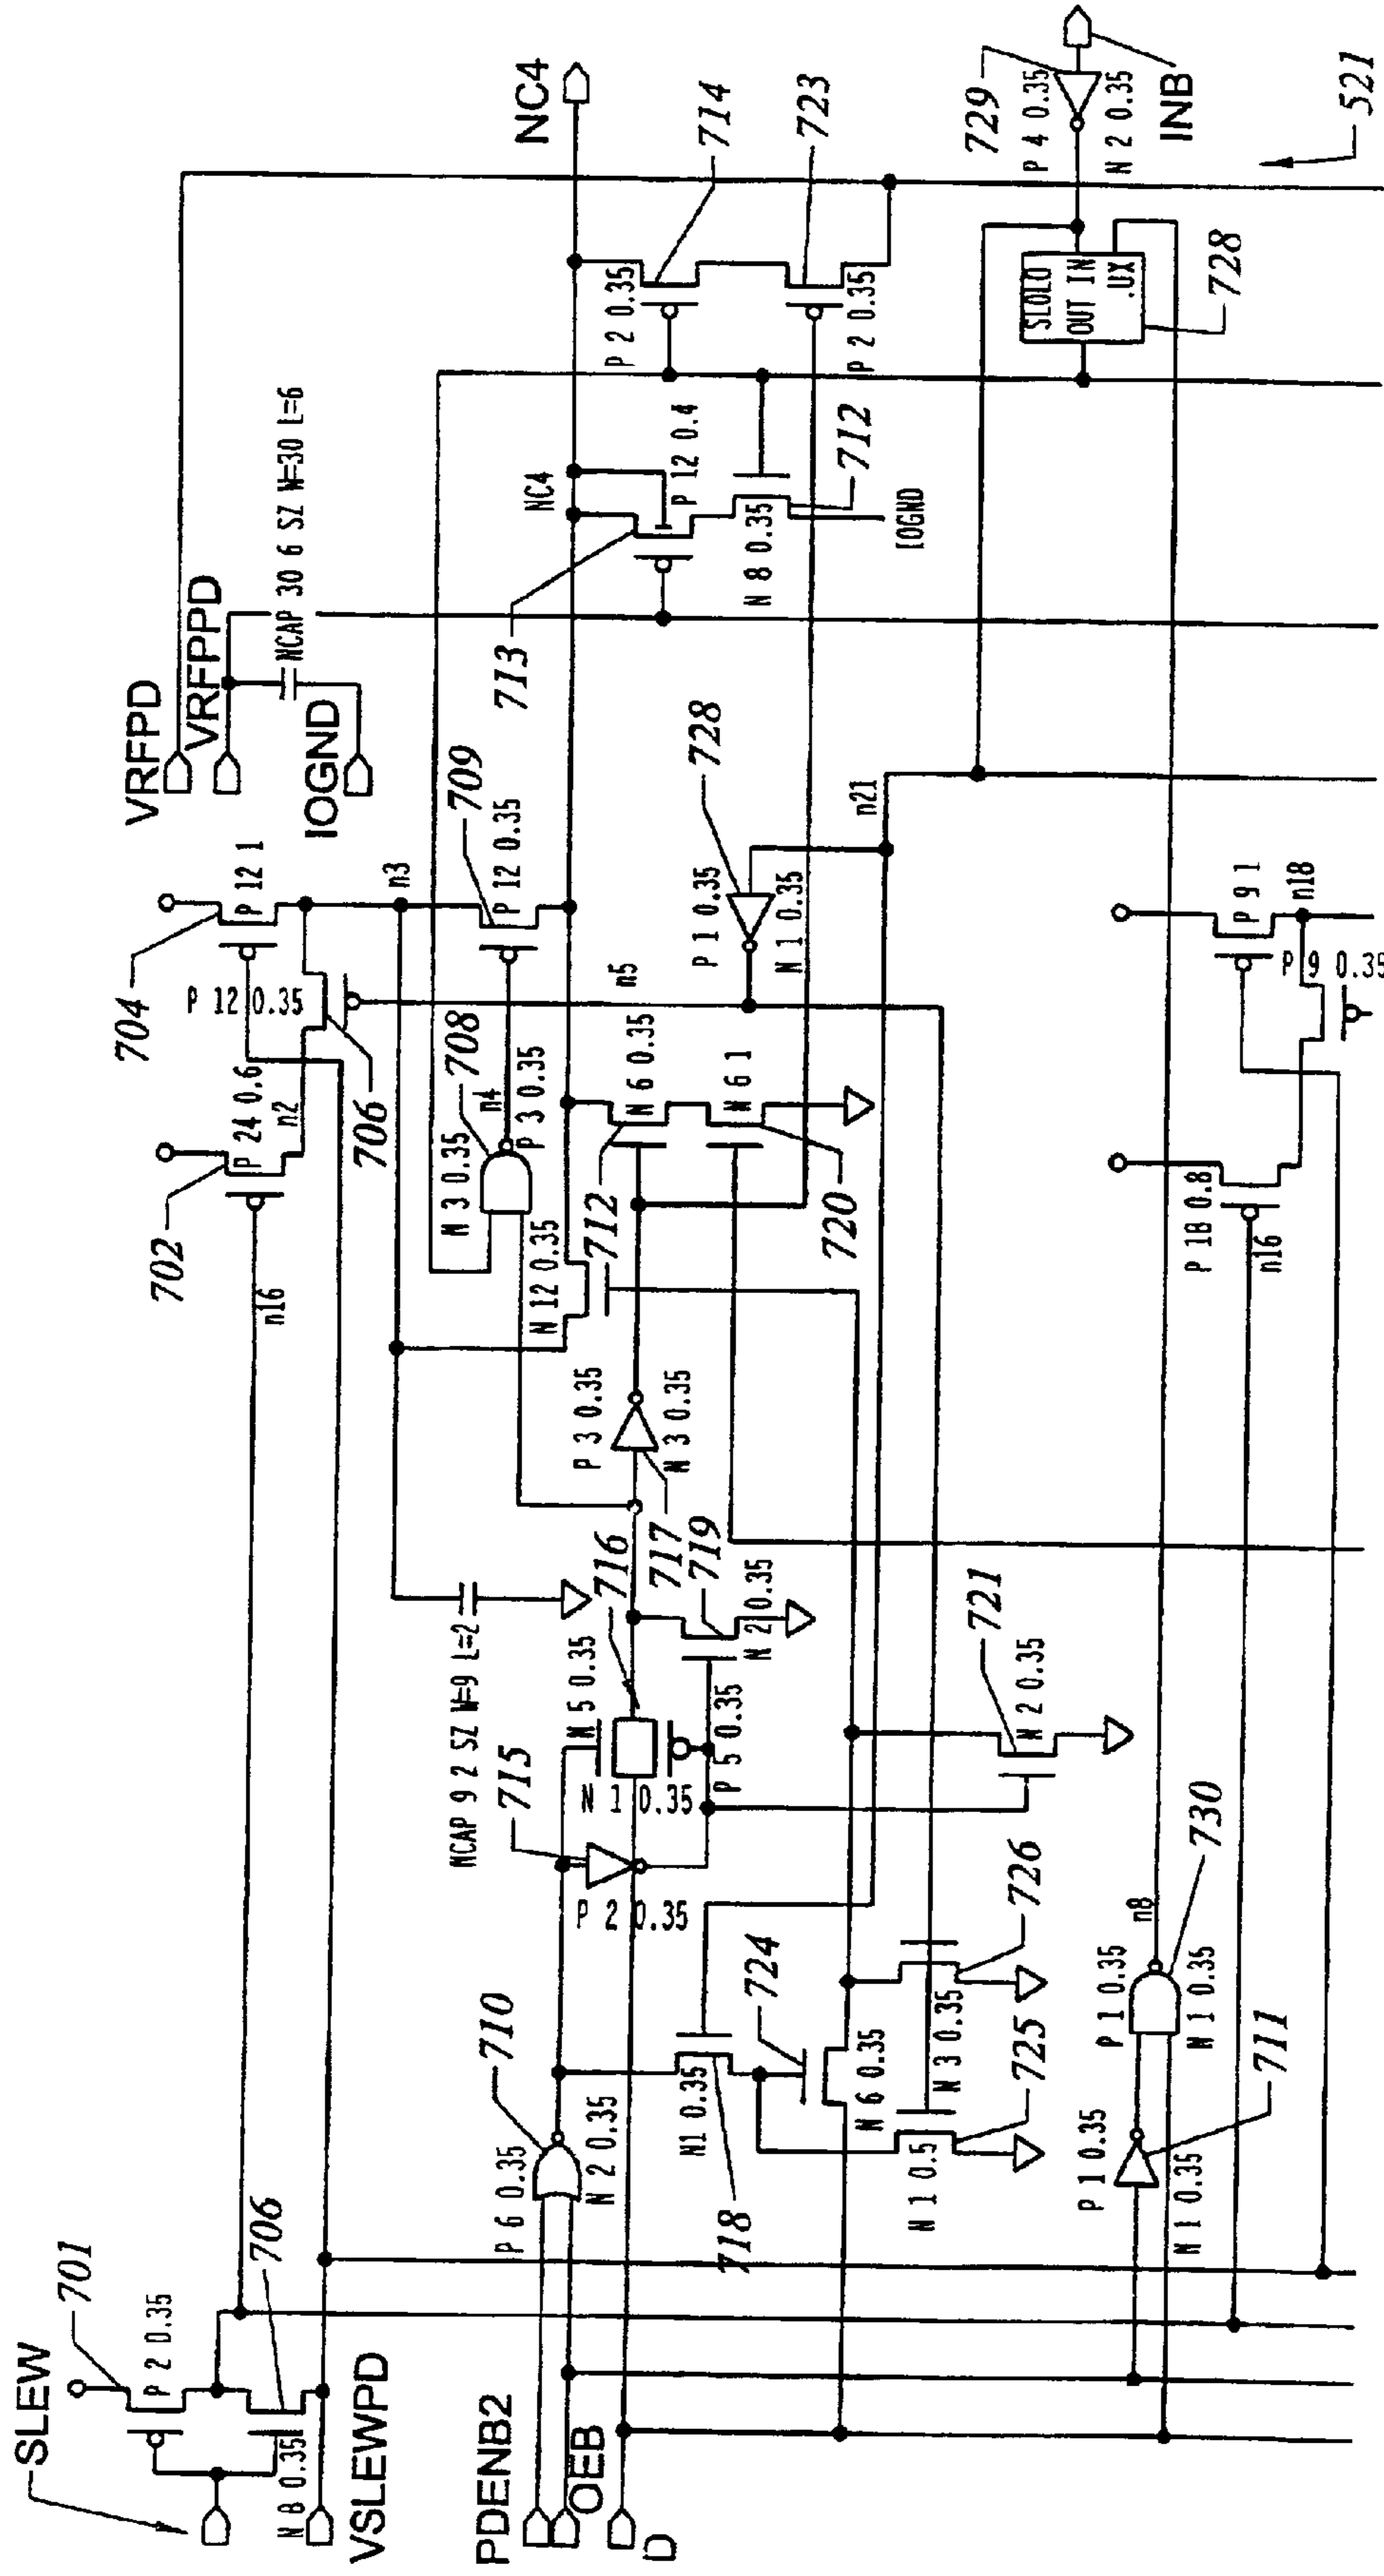 SLEW
701
P 2 0.35
706
N 8 0.35
VSLEWPD
PDENB2
OEB
D
P 6 0.35
710
N 2 0.35
N1 0.35
718
724
N 6 0.35
N 3 0.35
726
N 1 0.5
725
P 1 0.35
711
N 1 0.35
P 1 0.35
n8
730
N 1 0.35
NCAP 9 2 SZ W=9 L=2
715
P 2 0.35
N 1 0.35
N 5 0.35
716
P 5 0.35
717
719
N 2 0.35
721
N 2 0.35
P 3 0.35
N 3 0.35
n16
702
P 24 0.6
n2
706
704
P 12 0.35
P 12 1
n3
N 3 0.35
708
n4
P 3 0.35
N 12 0.35
712
N 6 0.35
N 6 1
720
n5
709
P 12 0.35
728
P 1 0.35
N 1 0.35
n21
P 18 0.8
n16
P 9 1
n18
P 9 0.35
VRFPD
VRFPPD
IOGND
NCAP 30 6 SZ W=30 L=6
713
NC4
P 12 0.4
N 8 0.35
712
IOGND
P 2 0.35
714
P 2 0.35
723
NC4
SLOLO
OUT IN
.UX
728
729
P 4 0.35
N 2 0.35
INB
521